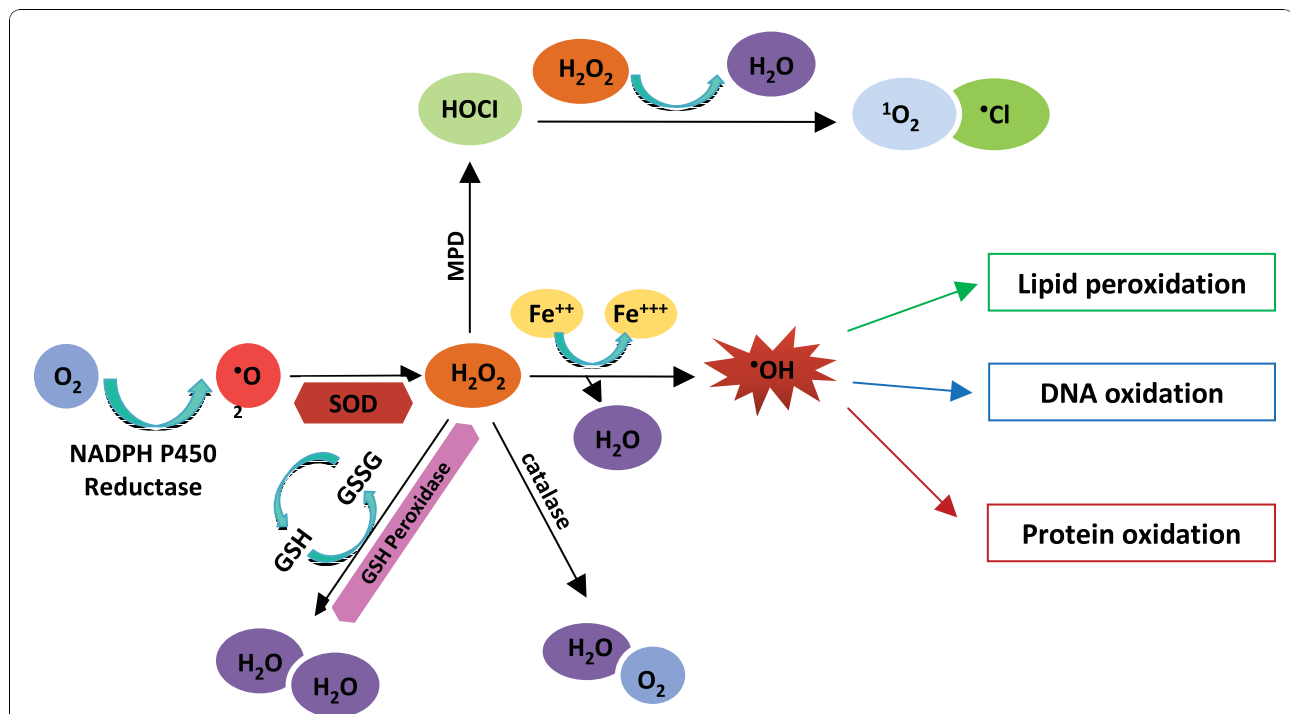 H₂O₂
H₂O
HOCl
¹O₂
•Cl
MPD
Fe⁺⁺
Fe⁺⁺⁺
Lipid peroxidation
O₂
•O
2
SOD
H₂O₂
•OH
DNA oxidation
H₂O
NADPH P450
Reductase
GSSG
GSH
GSH Peroxidase
catalase
Protein oxidation
H₂O
H₂O
H₂O
O₂